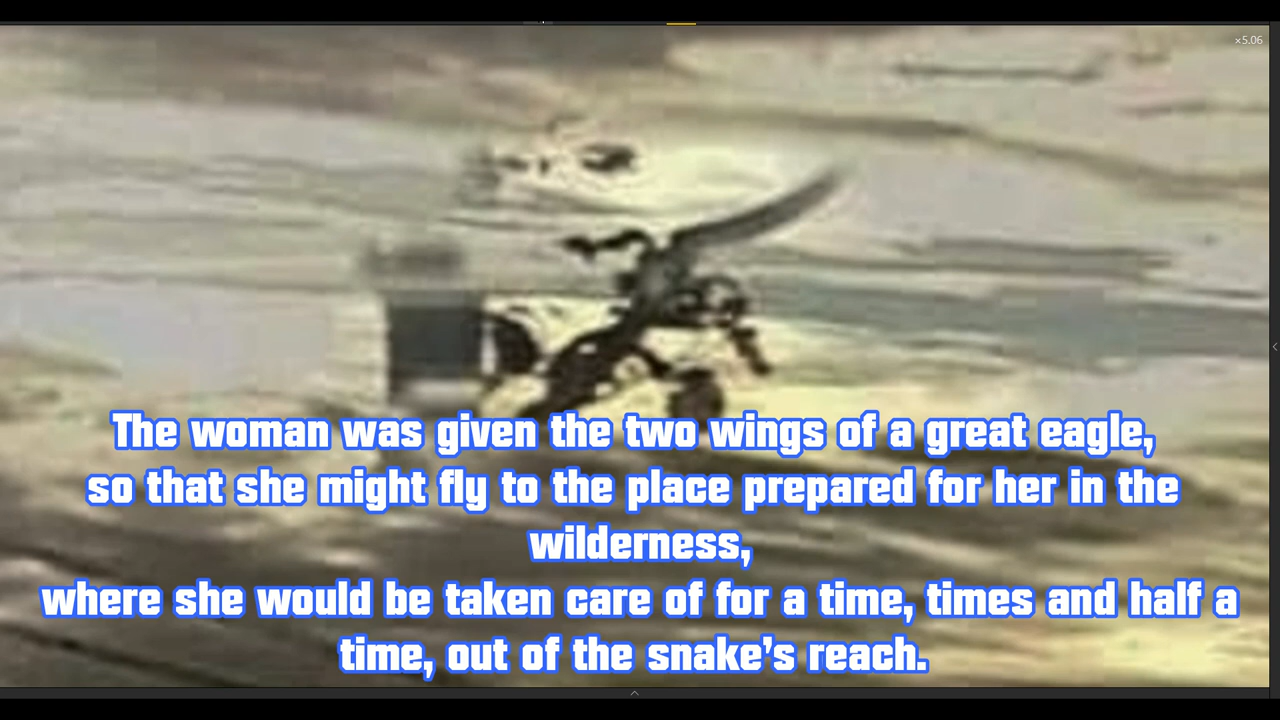 ×5.06
The woman was given the two wings of a great eagle,
so that she might fly to the place prepared for her in the
wilderness,
where she would be taken care of for a time, times and half a
time, out of the snake's reach.